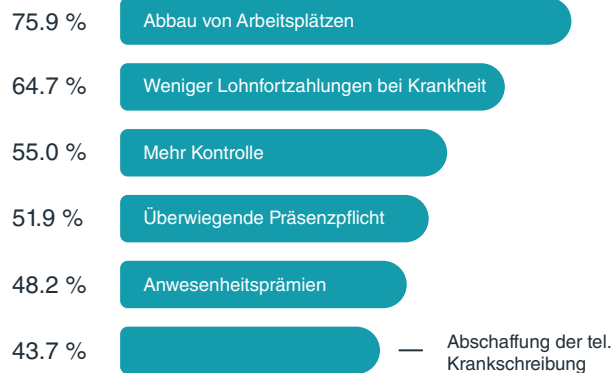 75.9 % Abbau von Arbeitsplätzen
64.7 % Weniger Lohnfortzahlungen bei Krankheit
55.0 % Mehr Kontrolle
51.9 % Überwiegende Präsenzpflicht
48.2 % Anwesenheitsprämien
43.7 % — Abschaffung der tel.
Krankschreibung